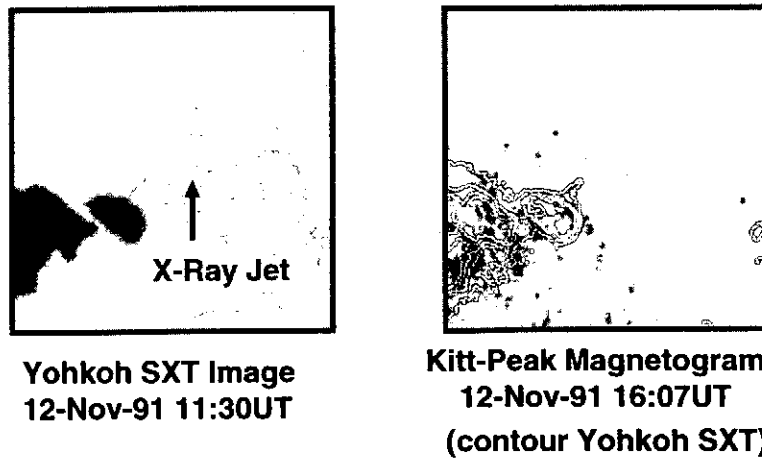 X-Ray Jet
Yohkoh SXT Image
12-Nov-91 11:30UT
Kitt-Peak Magnetogram
12-Nov-91 16:07UT
(contour Yohkoh SXT)